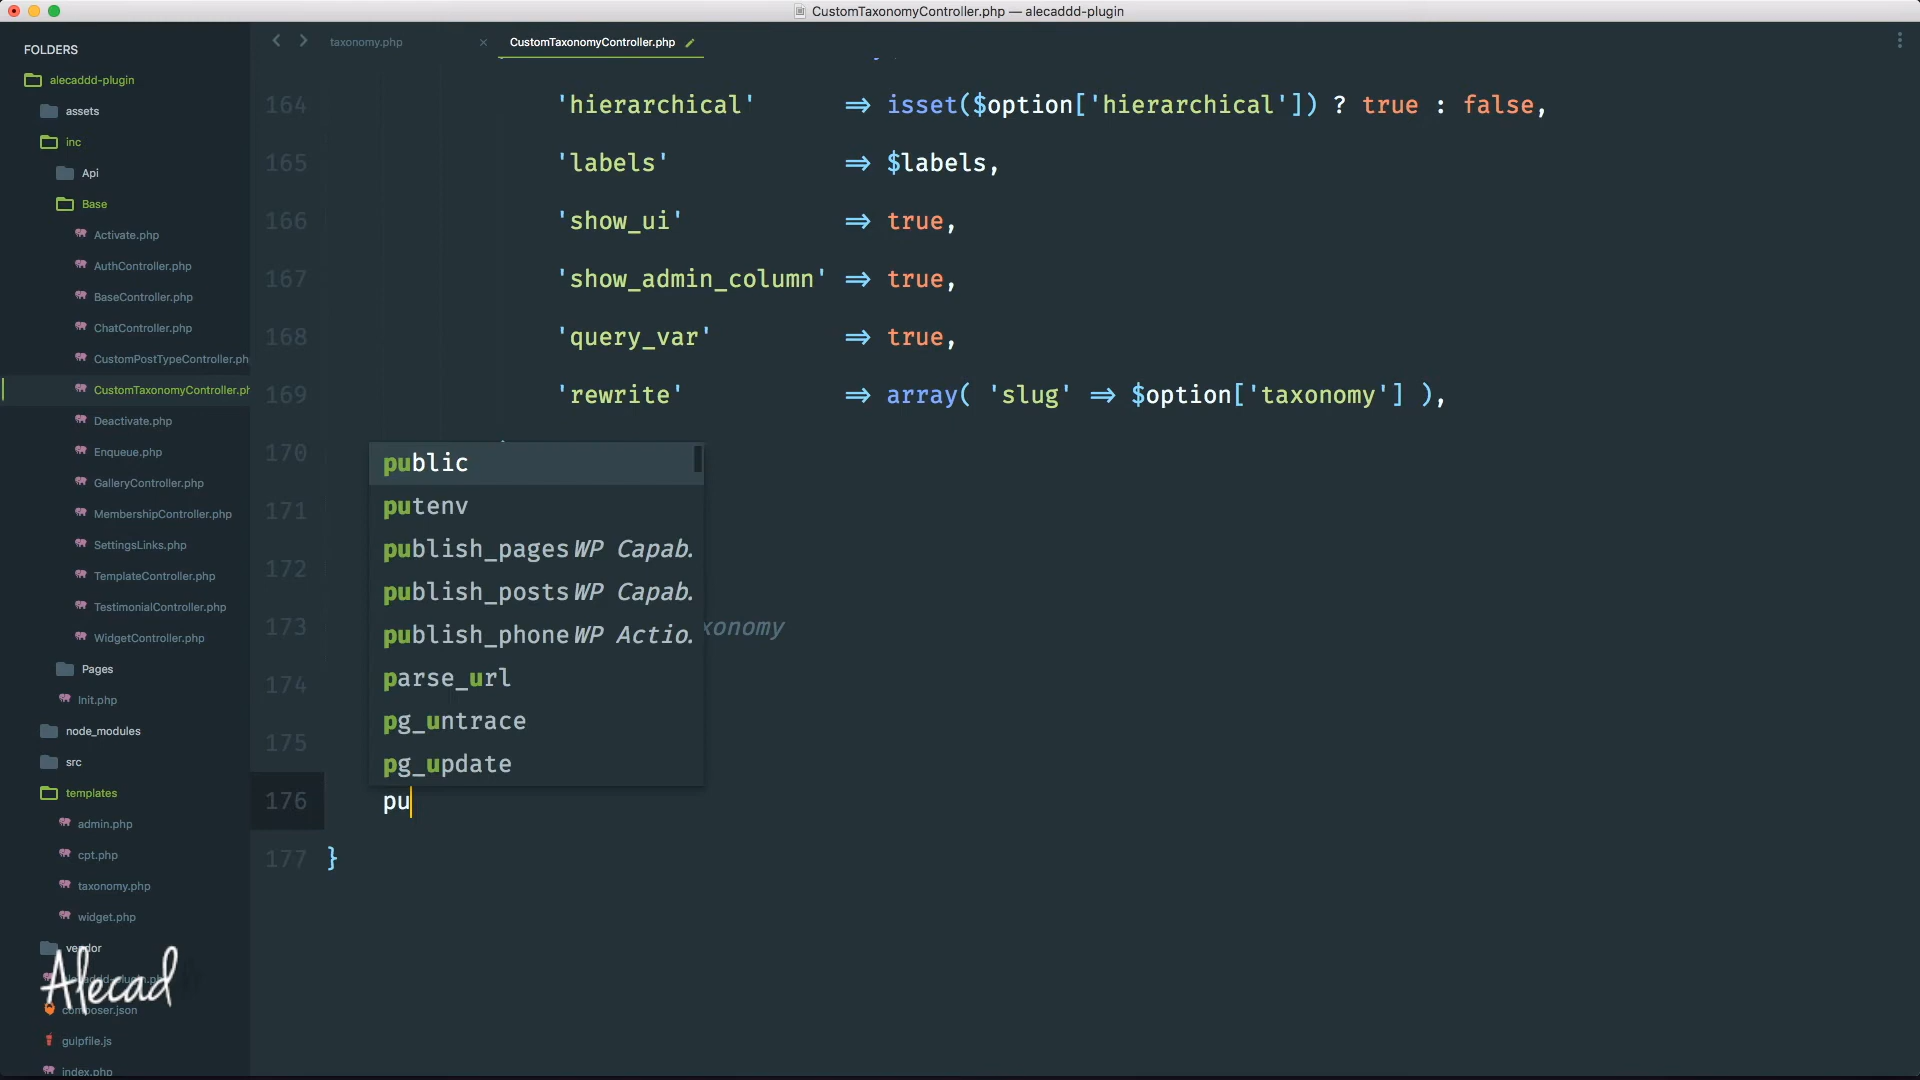 CustomTaxonomyController.php — alecaddd-plugin
FOLDERS
alecaddd-plugin
assets
inc
Api
Base
Activate.php
AuthController.php
BaseController.php
ChatController.php
CustomPostTypeController.ph
CustomTaxonomyController.ph
Deactivate.php
Enqueue.php
GalleryController.php
MembershipController.php
SettingsLinks.php
TemplateController.php
TestimonialController.php
WidgetController.php
Pages
Init.php
node_modules
src
templates
admin.php
cpt.php
taxonomy.php
widget.php
vendor
Alecad
composer.json
gulpfile.js
index.php
taxonomy.php
CustomTaxonomyController.php
164 'hierarchical' => isset($option['hierarchical']) ? true : false,
165 'labels' => $labels,
166 'show_ui' => true,
167 'show_admin_column' => true,
168 'query_var' => true,
169 'rewrite' => array( 'slug' => $option['taxonomy'] ),
170
171
172
173 xonomy
174
175
176 pu
177 }
public
putenv
publish_pages WP Capab.
publish_posts WP Capab.
publish_phone WP Actio.
parse_url
pg_untrace
pg_update